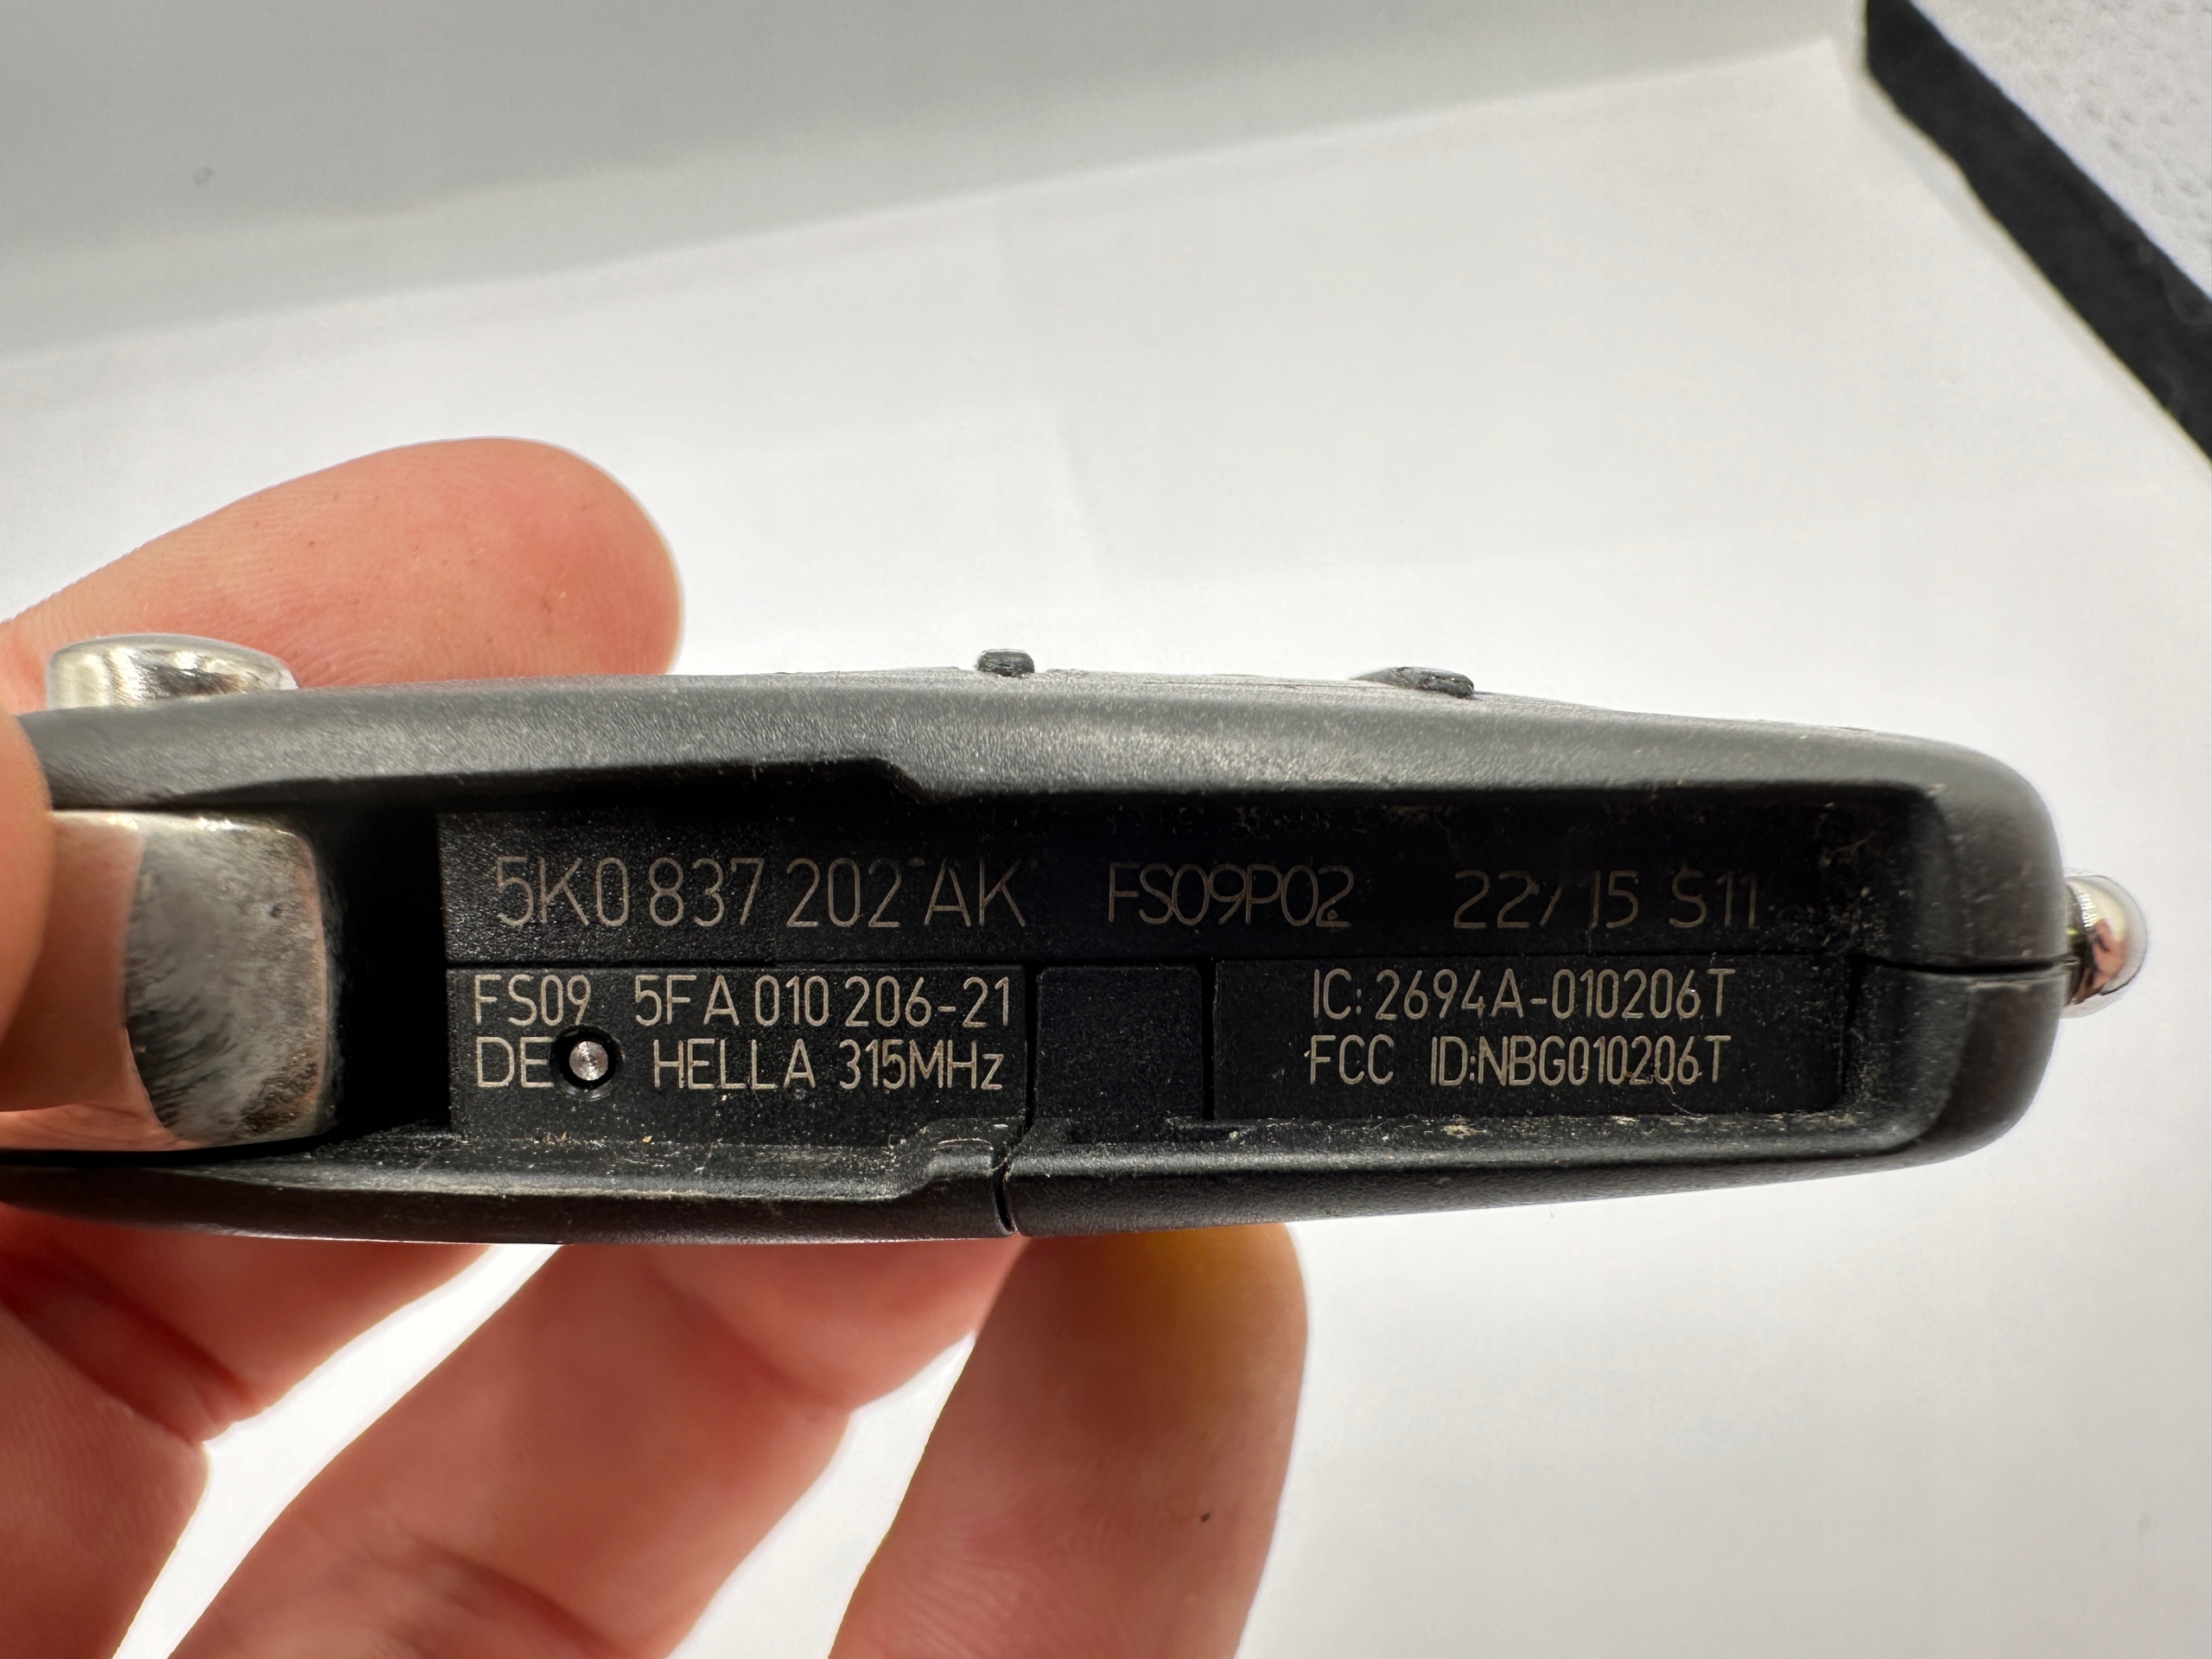 5K0 837 202 AK FS09P02 22/15 S11
FS09 5FA 010 206-21
DE HELLA 315MHz
IC: 2694A-010206T
FCC ID:NBG010206T